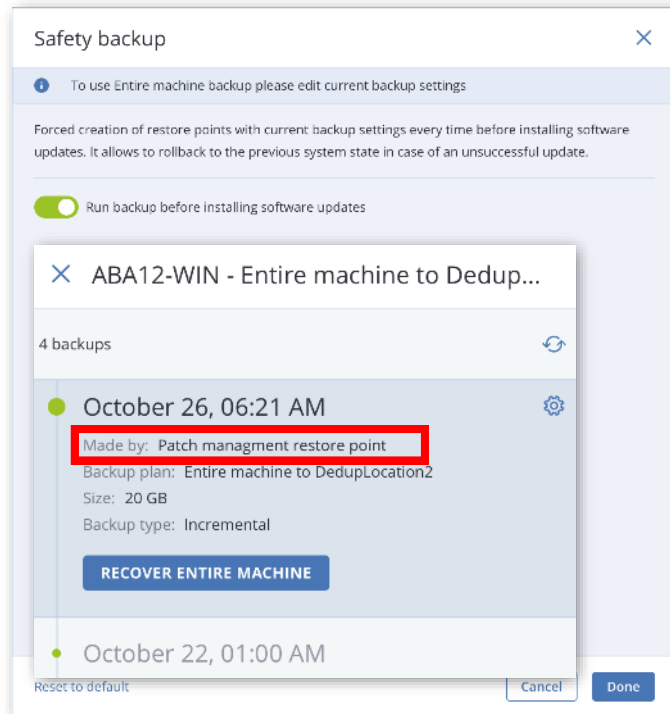 Safety backup
To use Entire machine backup please edit current backup settings
Forced creation of restore points with current backup settings every time before installing software
updates. It allows to rollback to the previous system state in case of an unsuccessful update.
Run backup before installing software updates
ABA12-WIN - Entire machine to Dedup...
4 backups
October 26, 06:21 AM
Made by: Patch managment restore point
Backup plan: Entire machine to DedupLocation2
Size: 20 GB
Backup type: Incremental
RECOVER ENTIRE MACHINE
October 22, 01:00 AM
Reset to default
Cancel
Done